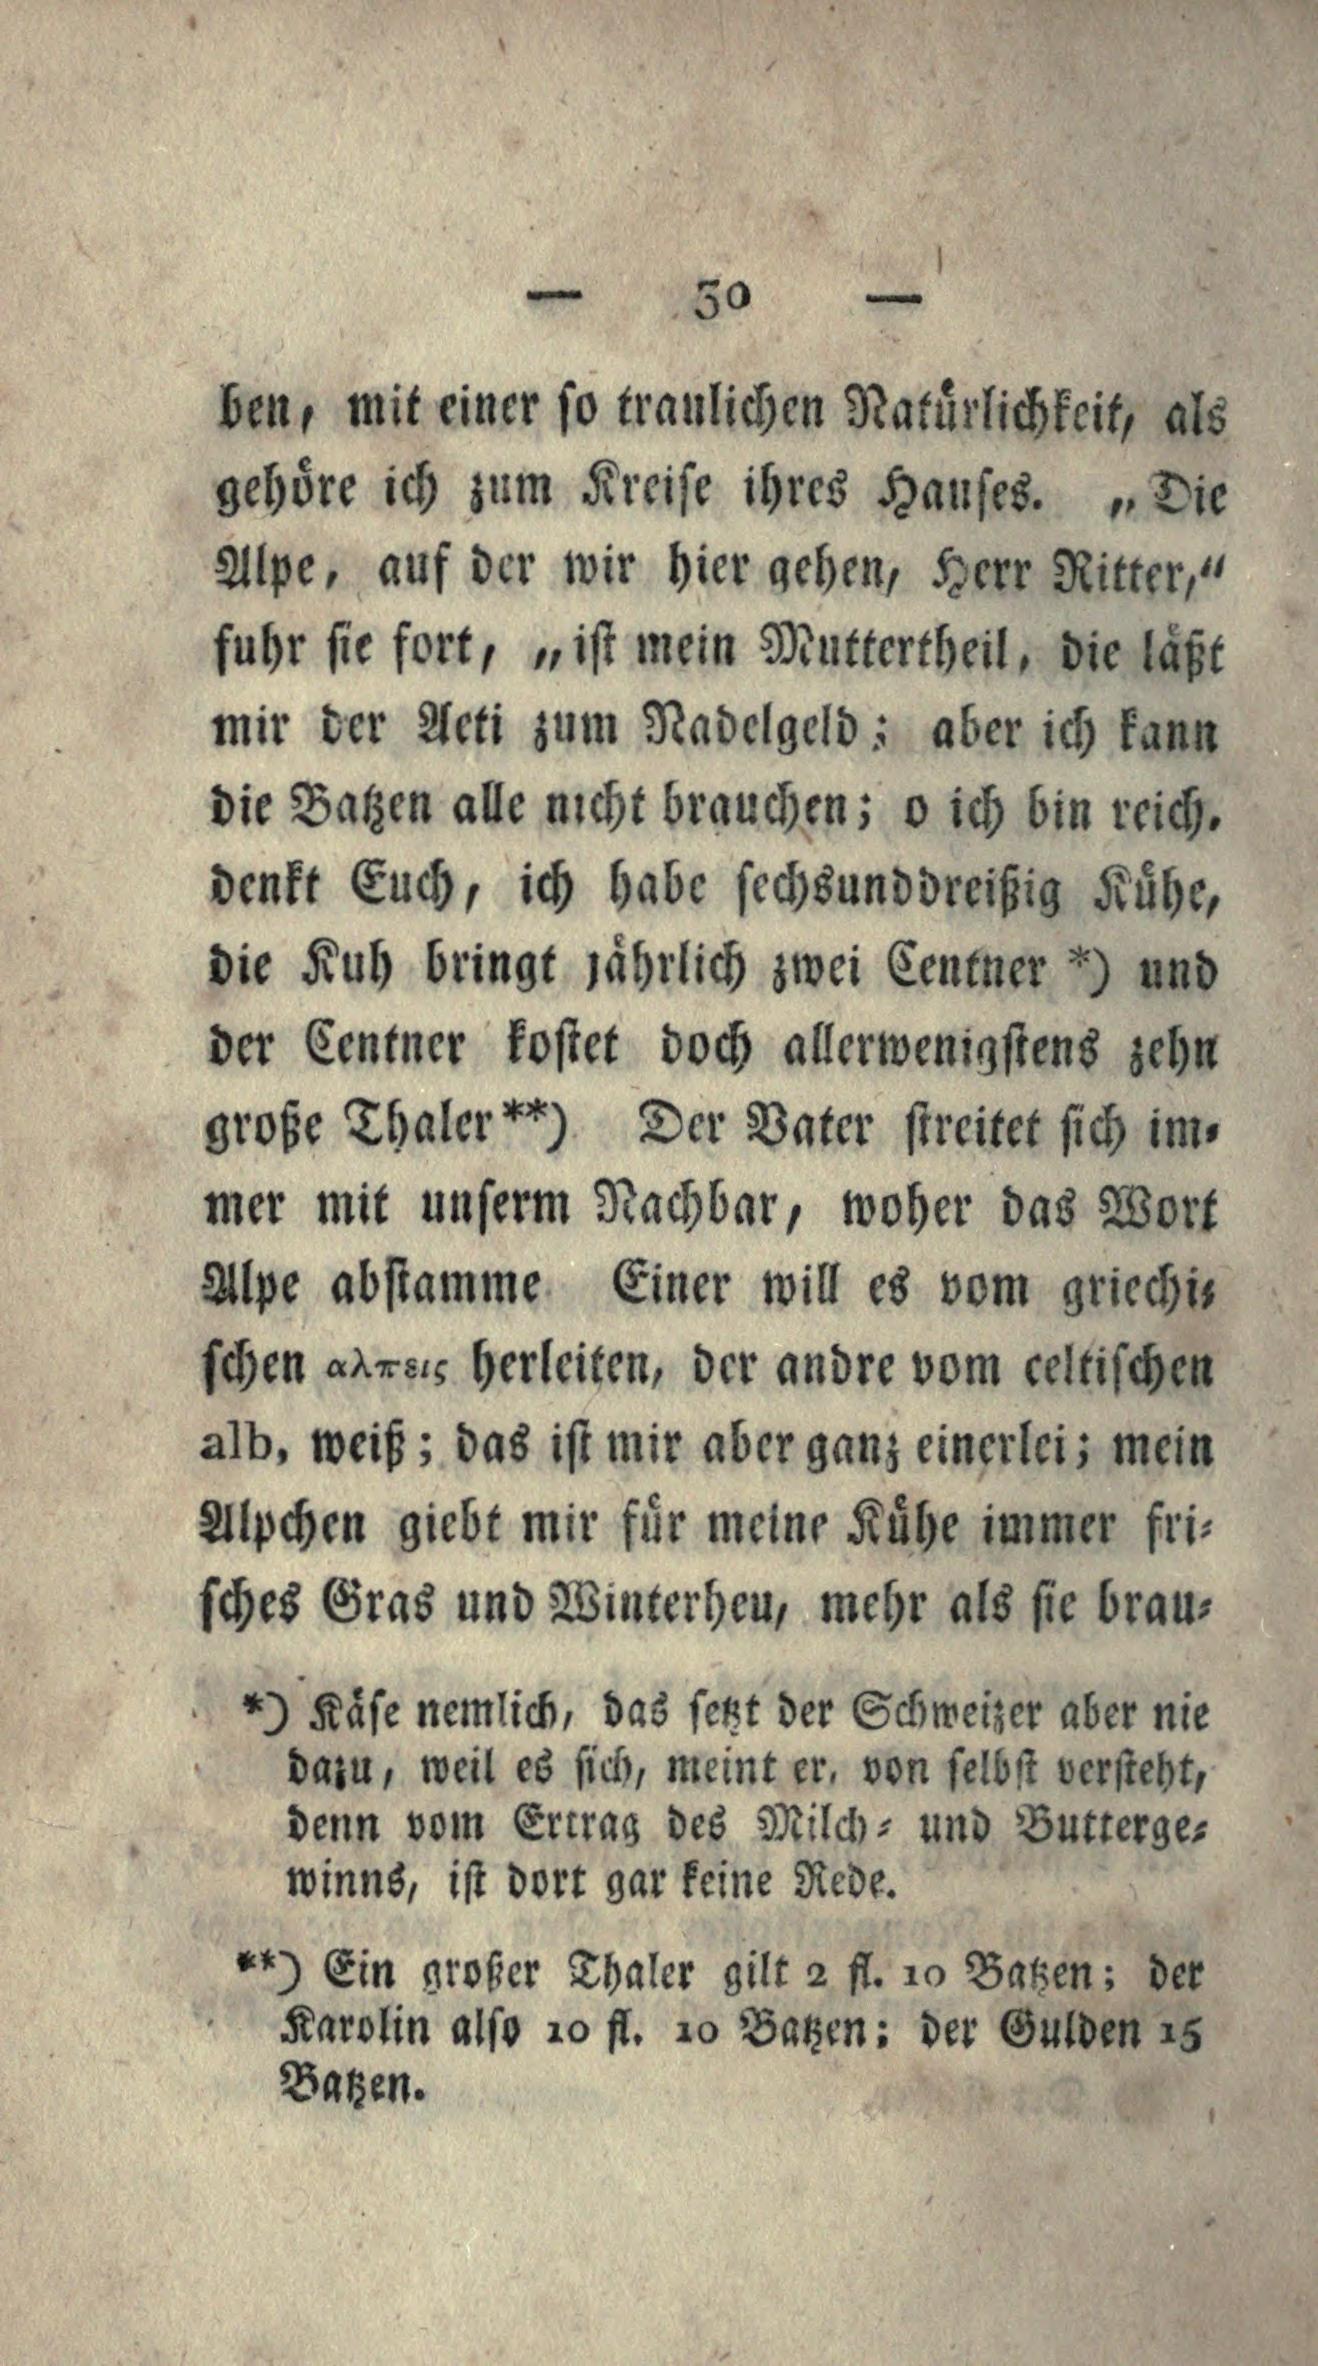 — 30 —
ben, mit einer so traulichen Natürlichkeit, als
gehöre ich zum Kreise ihres Hauses. „Die
Alpe, auf der wir hier gehen, Herr Ritter,“
fuhr sie fort, „ist mein Muttertheil, die läßt
mir der Aeti zum Nadelgeld; aber ich kann
die Batzen alle nicht brauchen; o ich bin reich.
denkt Euch, ich habe sechsunddreißig Kühe,
die Kuh bringt jährlich zwei Centner *) und
der Centner kostet doch allerwenigstens zehn
große Thaler **) Der Vater streitet sich im-
mer mit unserm Nachbar, woher das Wort
Alpe abstamme Einer will es vom griechi-
schen αλπεις herleiten, der andre vom celtischen
alb, weiß; das ist mir aber ganz einerlei; mein
Alpchen giebt mir für meine Kühe immer fri-
sches Gras und Winterheu, mehr als sie brau-
*) Käse nemlich, das setzt der Schweizer aber nie
dazu, weil es sich, meint er, von selbst versteht,
denn vom Ertrag des Milch- und Butterge-
winns, ist dort gar keine Rede.
**) Ein großer Thaler gilt 2 fl. 10 Batzen; der
Karolin also 10 fl. 10 Batzen; der Gulden 15
Batzen.